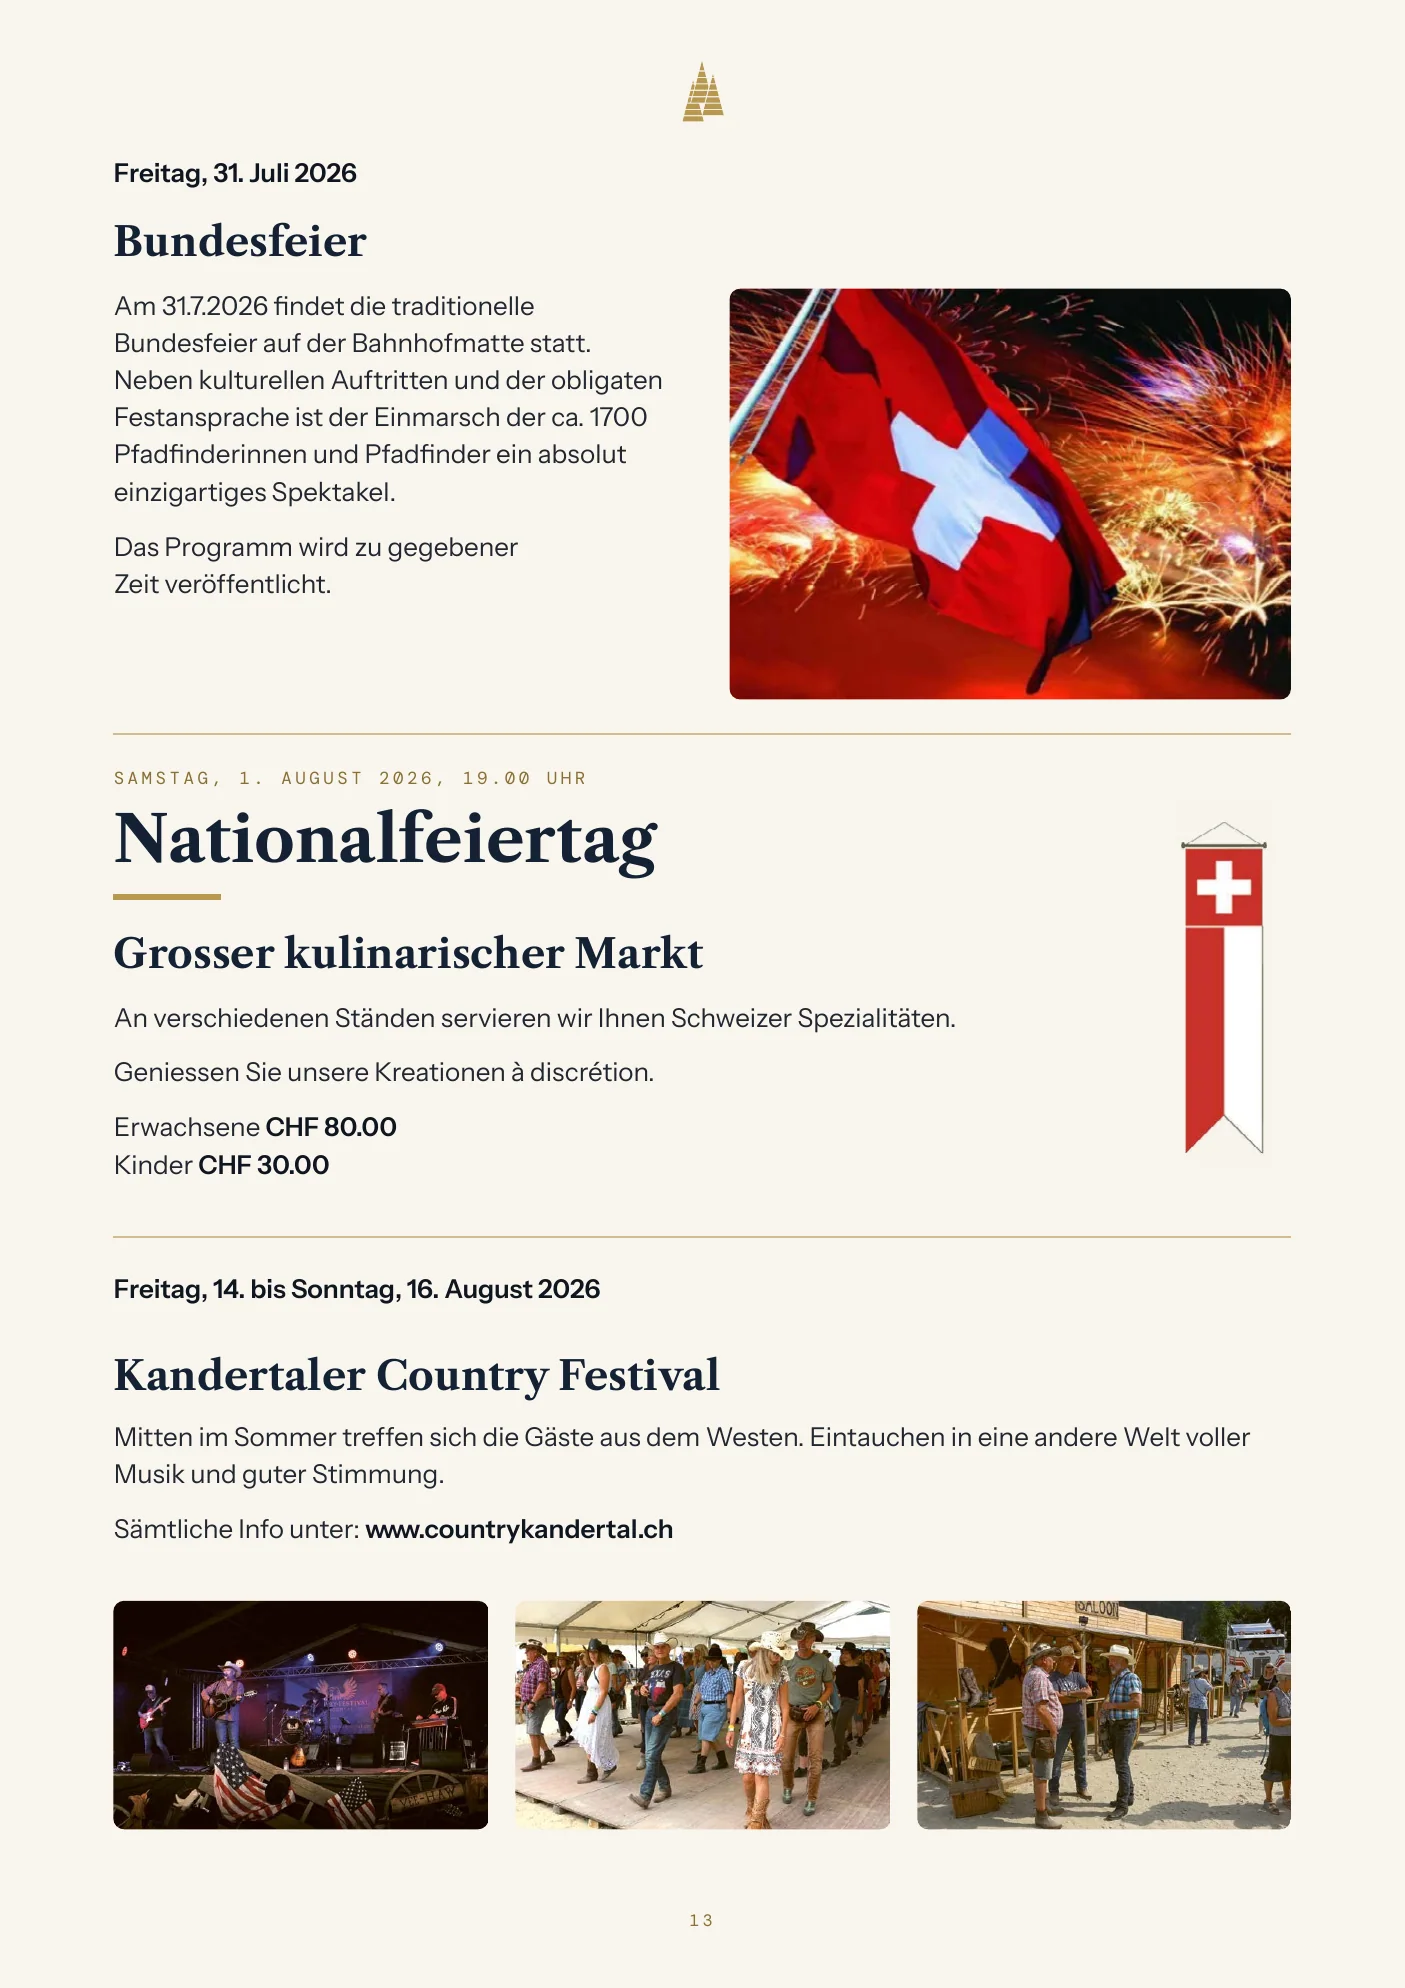 Freitag, 31. Juli 2026
Bundesfeier
Am 31.7.2026 findet die traditionelle
Bundesfeier auf der Bahnhofmatte statt.
Neben kulturellen Auftritten und der obligaten
Festansprache ist der Einmarsch der ca. 1700
Pfadfinderinnen und Pfadfinder ein absolut
einzigartiges Spektakel.
Das Programm wird zu gegebener
Zeit veröffentlicht.
SAMSTAG, 1. AUGUST 2026, 19.00 UHR
Nationalfeiertag
Grosser kulinarischer Markt
An verschiedenen Ständen servieren wir Ihnen Schweizer Spezialitäten.
Geniessen Sie unsere Kreationen à discrétion.
Erwachsene CHF 80.00
Kinder CHF 30.00
Freitag, 14. bis Sonntag, 16. August 2026
Kandertaler Country Festival
Mitten im Sommer treffen sich die Gäste aus dem Westen. Eintauchen in eine andere Welt voller
Musik und guter Stimmung.
Sämtliche Info unter: www.countrykandertal.ch
YEE-HAW
TEXAS
SALOON
13